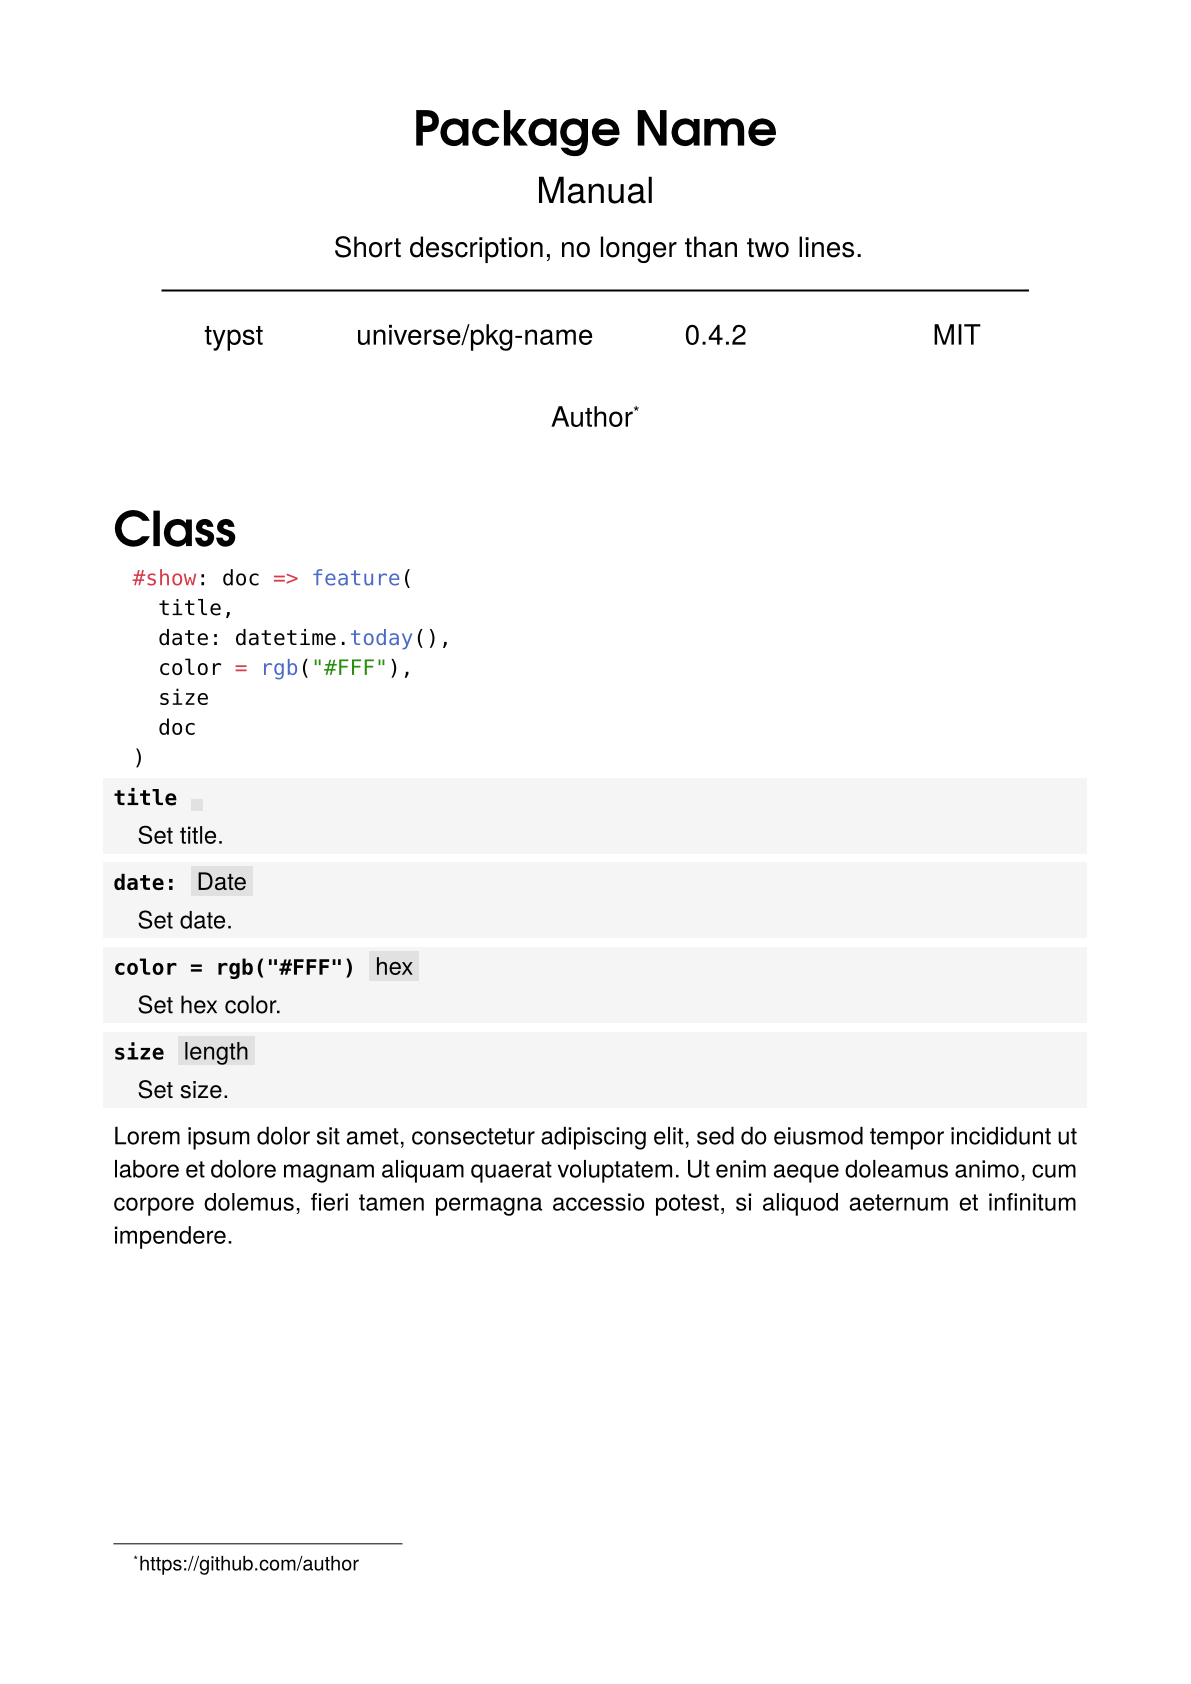 Package Name
Manual
Short description, no longer than two lines.
typst universe/pkg-name 0.4.2 MIT
Author*
Class
#show: doc => feature(
  title,
  date: datetime.today(),
  color = rgb("#FFF"),
  size
  doc
)
title
Set title.
date: Date
Set date.
color = rgb("#FFF") hex
Set hex color.
size length
Set size.
Lorem ipsum dolor sit amet, consectetur adipiscing elit, sed do eiusmod tempor incididunt ut
labore et dolore magnam aliquam quaerat voluptatem. Ut enim aeque doleamus animo, cum
corpore dolemus, fieri tamen permagna accessio potest, si aliquod aeternum et infinitum
impendere.
*https://github.com/author